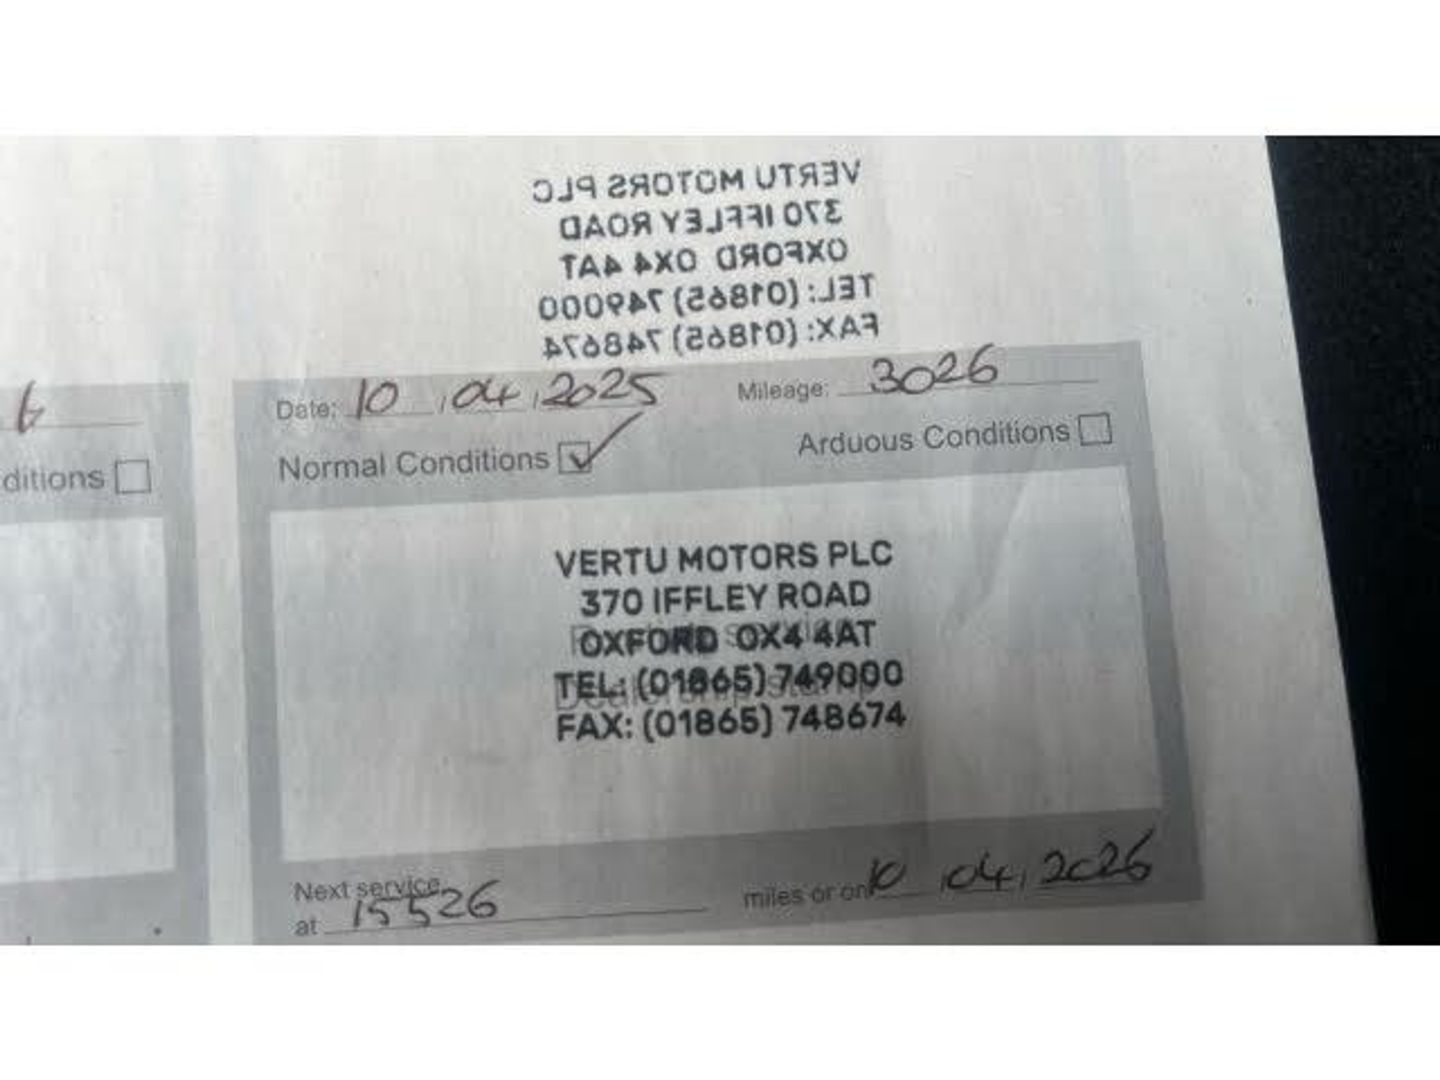 VERTU MOTORS PLC
370 IFFLEY ROAD
OXFORD OX4 4AT
TEL: (01865) 749000
FAX: (01865) 748674
Date: 10,04,2025 Mileage: 3026
Normal Conditions Arduous Conditions
ditions
VERTU MOTORS PLC
370 IFFLEY ROAD
OXFORD OX4 4AT
TEL: (01865) 749000
FAX: (01865) 748674
Next service
at 15526 miles or on 10,04,2026